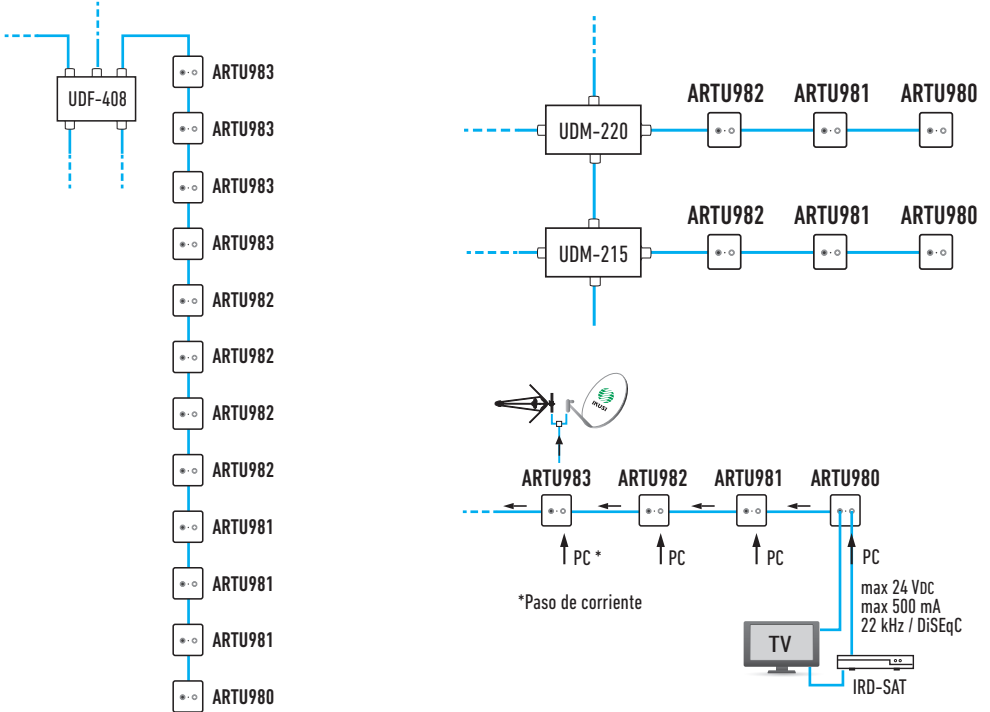 UDF-408
ARTU983
ARTU983
ARTU983
ARTU983
ARTU982
ARTU982
ARTU982
ARTU982
ARTU981
ARTU981
ARTU981
ARTU980
ARTU982 ARTU981 ARTU980
UDM-220
ARTU982 ARTU981 ARTU980
UDM-215
IKUSI
ARTU983 ARTU982 ARTU981 ARTU980
PC * PC PC PC
*Paso de corriente
max 24 VDC
max 500 mA
22 kHz / DiSEqC
TV
IRD-SAT